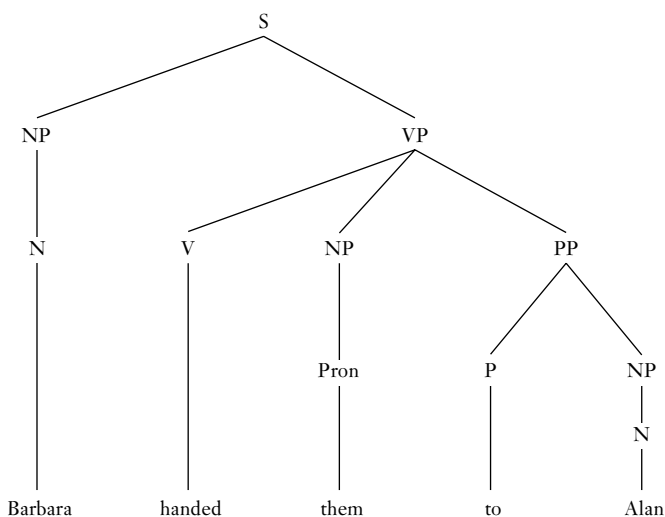 S
NP VP
N V NP PP
Pron P NP
N
Barbara handed them to Alan